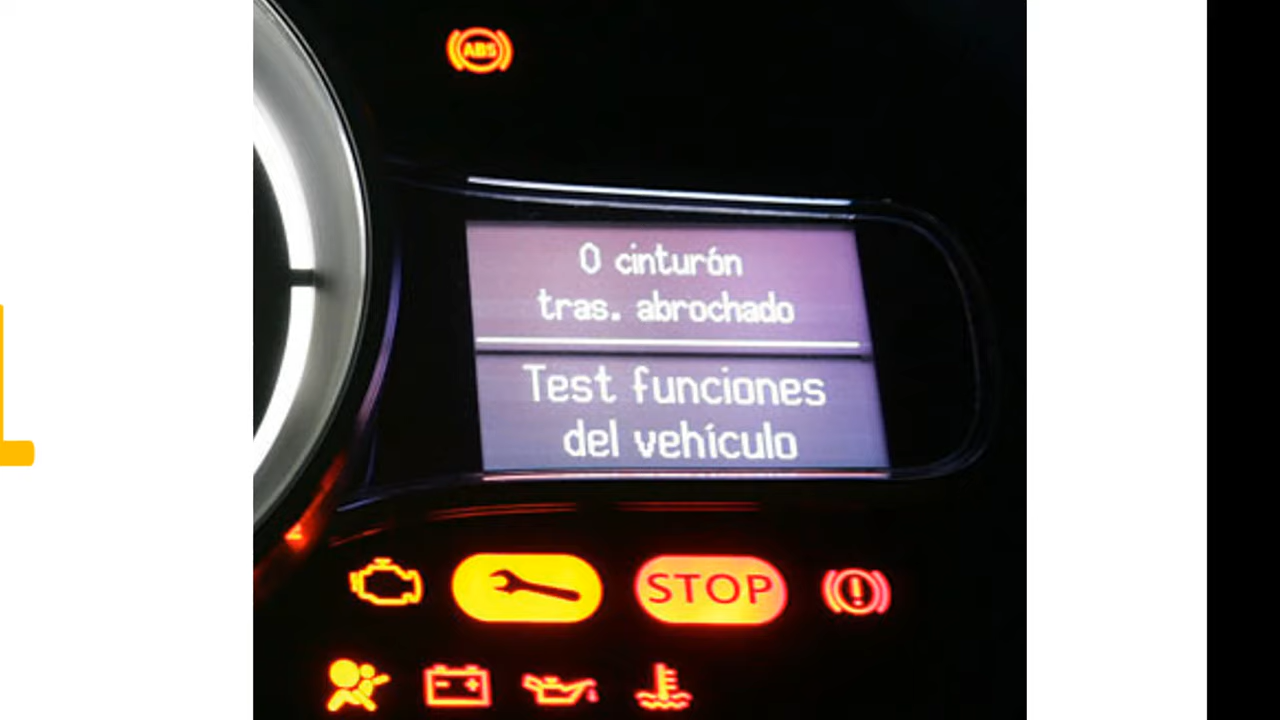 ABS
0 cinturón
tras. abrochado
Test funciones
del vehículo
STOP